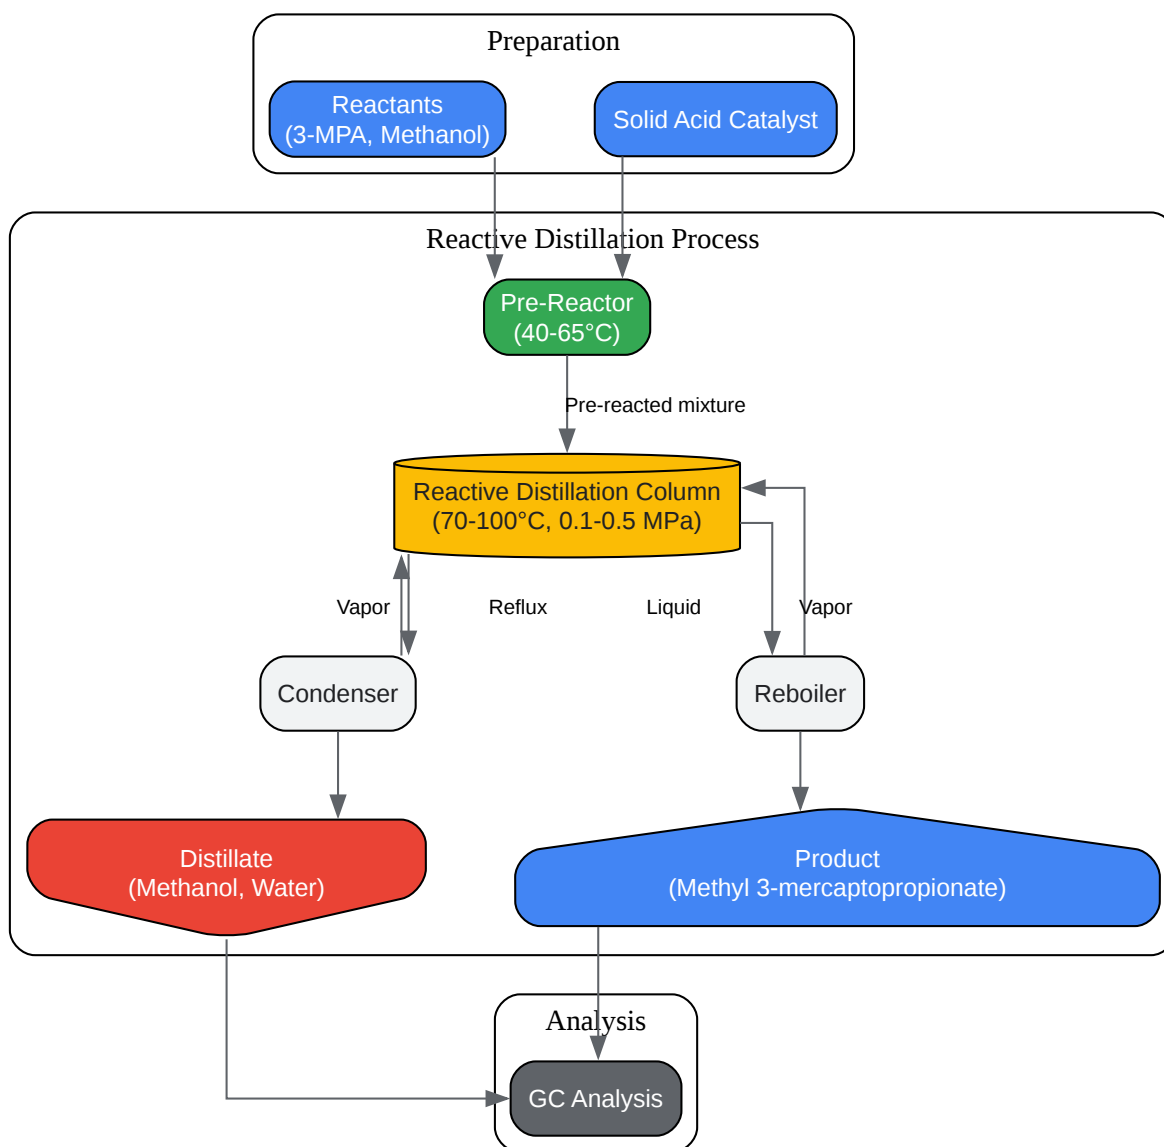 Preparation
Reactants
(3-MPA, Methanol)
Solid Acid Catalyst
Reactive Distillation Process
Pre-Reactor
(40-65°C)
Pre-reacted mixture
Reactive Distillation Column
(70-100°C, 0.1-0.5 MPa)
Vapor
Reflux
Liquid
Vapor
Condenser
Reboiler
Distillate
(Methanol, Water)
Product
(Methyl 3-mercaptopropionate)
Analysis
GC Analysis